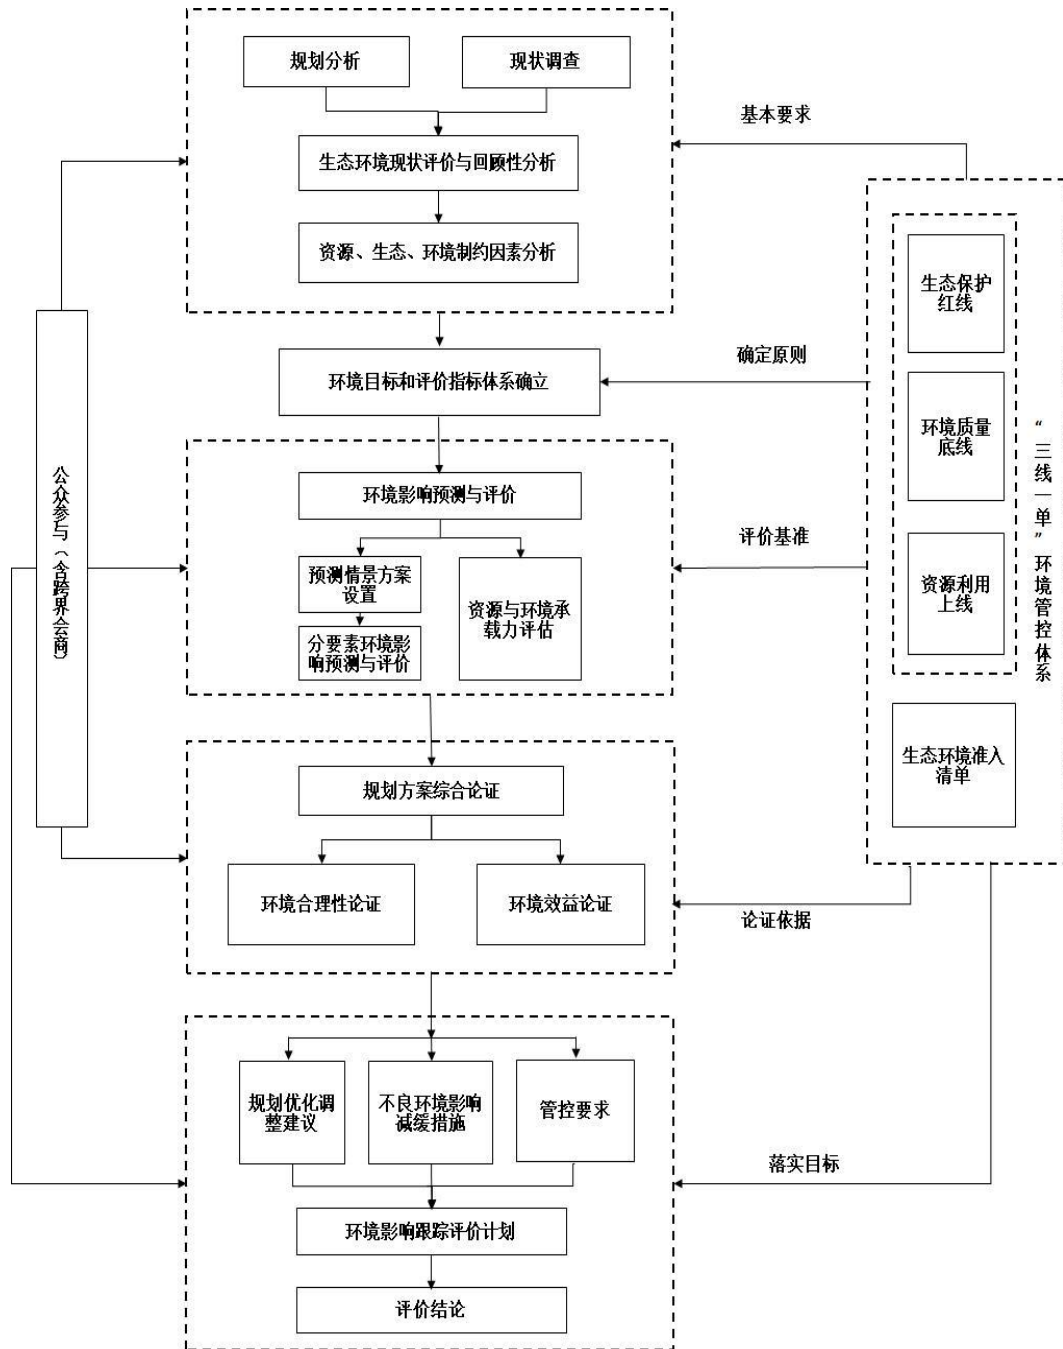 规划分析
现状调查
基本要求
生态环境现状评价与回顾性分析
资源、生态、环境制约因素分析
生态保护
红线
确定原则
环境目标和评价指标体系确立
环境质量
底线
“三线一单”环境管控体系
公众参与（含跨界会商）
环境影响预测与评价
评价基准
预测情景方案
设置
资源与环境承
载力评估
资源利用
上线
分要素环境影
响预测与评价
生态环境准入
清单
规划方案综合论证
环境合理性论证
环境效益论证
论证依据
规划优化调
整建议
不良环境影响
减缓措施
管控要求
落实目标
环境影响跟踪评价计划
评价结论